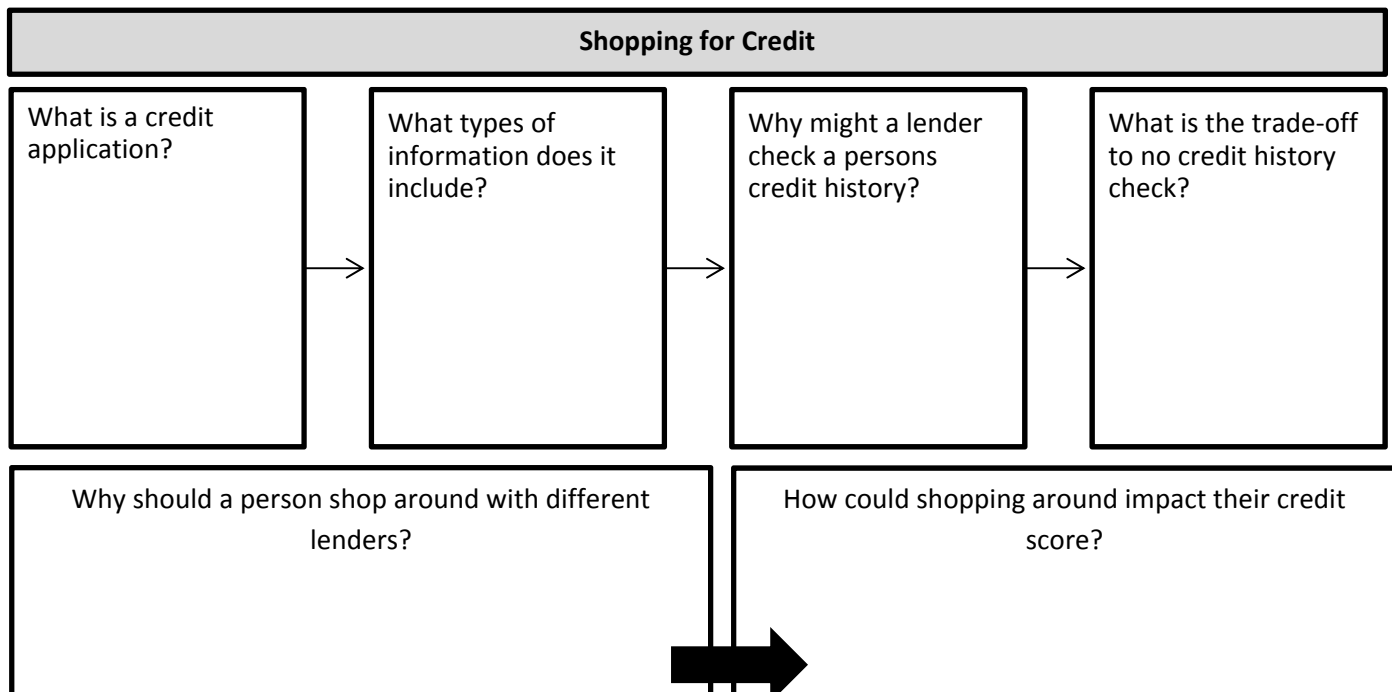 Shopping for Credit
What is a credit
application?
What types of
information does it
include?
Why might a lender
check a persons
credit history?
What is the trade-off
to no credit history
check?
Why should a person shop around with different
lenders?
How could shopping around impact their credit
score?